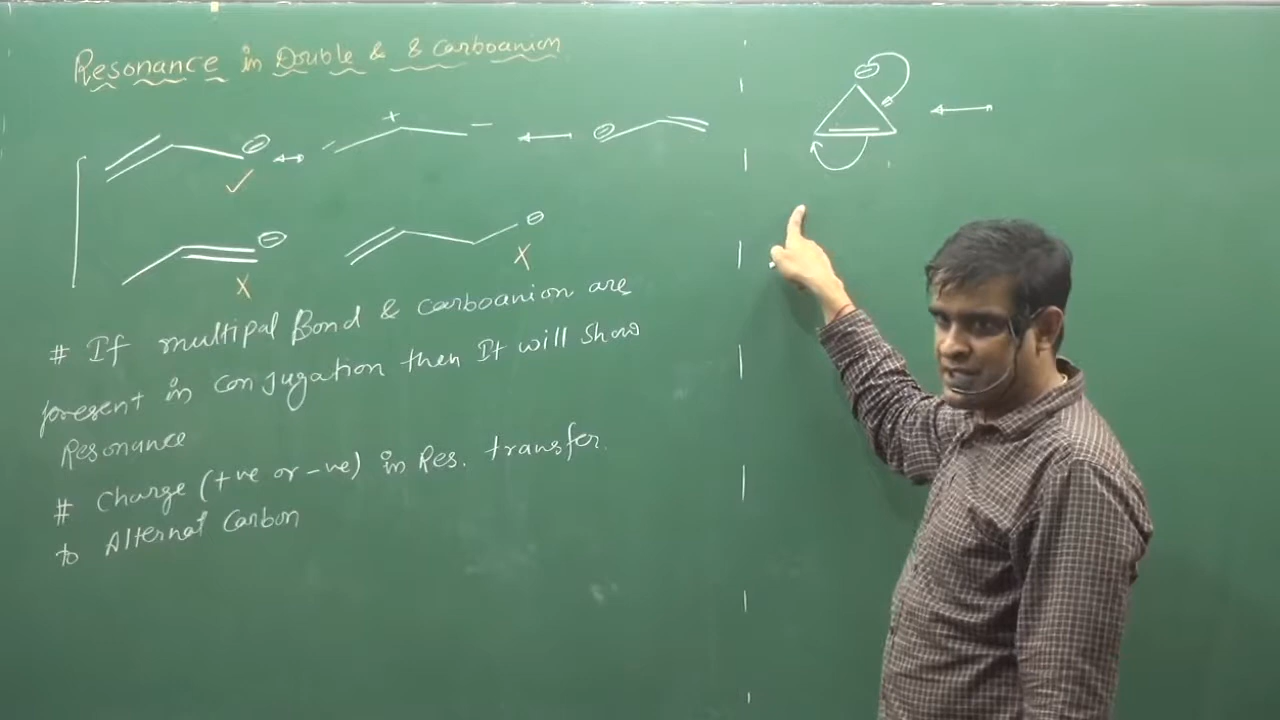 Resonance in Double & & carboanion
# If multipal Bond & carboanion are
present in conjugation then It will show
Resonance
# Charge (+ve or -ve) in Res. transfer
to Alternat Carbon